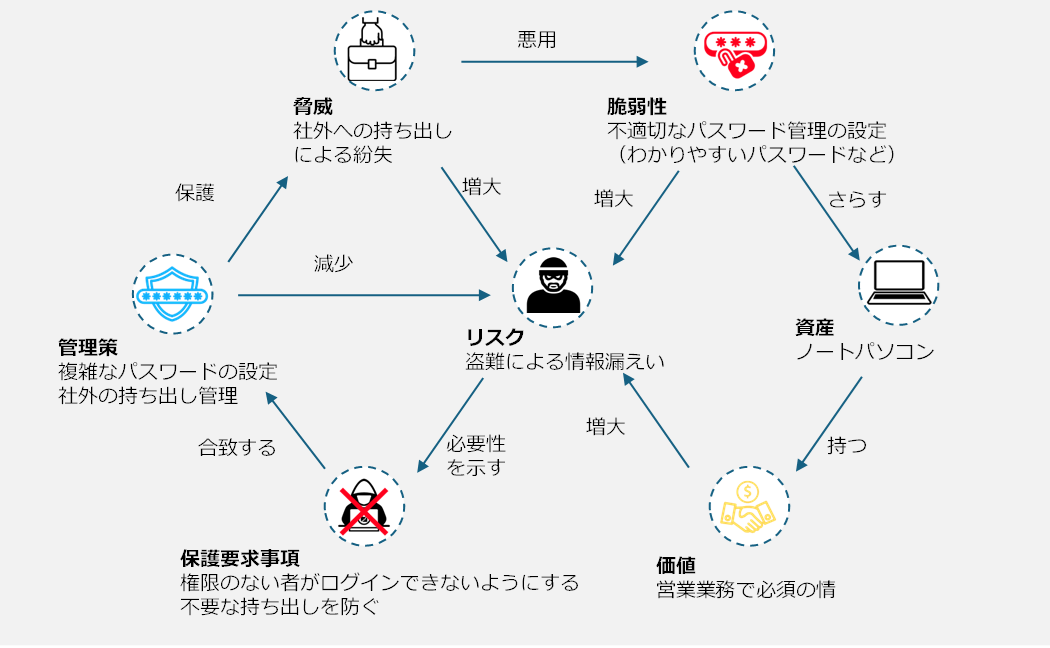 悪用
脅威
社外への持ち出し
による紛失
脆弱性
不適切なパスワード管理の設定
(わかりやすいパスワードなど)
保護
増大
増大
さらす
減少
管理策
複雑なパスワードの設定
社外の持ち出し管理
リスク
盗難による情報漏えい
資産
ノートパソコン
合致する
必要性
を示す
増大
持つ
保護要求事項
権限のない者がログインできないようにする
不要な持ち出しを防ぐ
価値
営業業務で必須の情